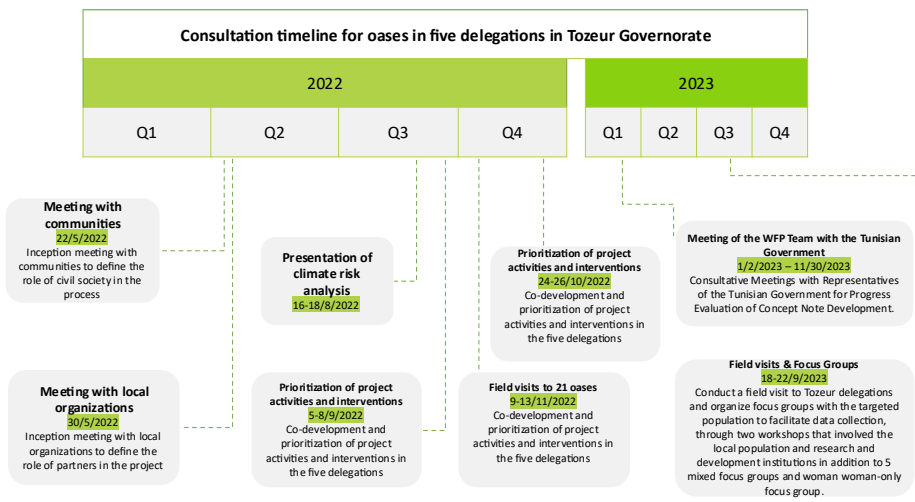 Consultation timeline for oases in five delegations in Tozeur Governorate
2022
2023
Q1
Q2
Q3
Q4
Q1
Q2
Q3
Q4
Meeting with
communities
22/5/2022
Inception meeting with
communities to define the
role of civil society in the
process
Presentation of
climate risk
analysis
16-18/8/2022
Prioritization of project
activities and interventions
24-26/10/2022
Co-development and
prioritization of project
activities and interventions in
the five delegations
Meeting of the WFP Team with the Tunisian
Government
1/2/2023 – 11/30/2023
Consultative Meetings with Representatives
of the Tunisian Government for Progress
Evaluation of Concept Note Development.
Meeting with local
organizations
30/5/2022
Inception meeting with local
organizations to define the
role of partners in the project
Prioritization of project
activities and interventions
5-8/9/2022
Co-development and
prioritization of project
activities and interventions in
the five delegations
Field visits to 21 oases
9-13/11/2022
Co-development and
prioritization of project
activities and interventions in
the five delegations
Field visits & Focus Groups
18-22/9/2023
Conduct a field visit to Tozeur delegations
and organize focus groups with the targeted
population to facilitate data collection,
through two workshops that involved the
local population and research and
development institutions in addition to 5
mixed focus groups and woman woman-only
focus group.